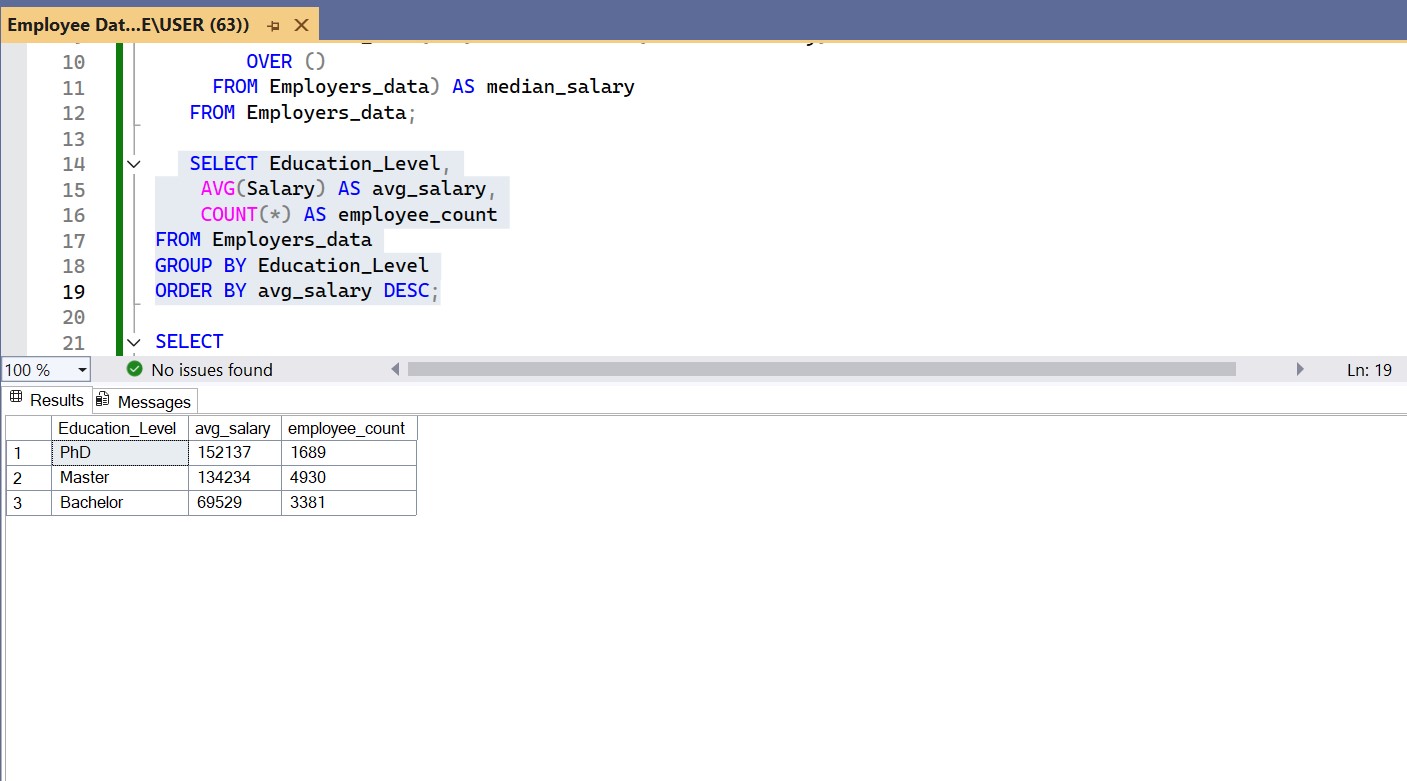 Employee Dat...E\USER (63))
10 OVER ()
11 FROM Employers_data) AS median_salary
12 FROM Employers_data;
13
14 SELECT Education_Level,
15 AVG(Salary) AS avg_salary,
16 COUNT(*) AS employee_count
17 FROM Employers_data
18 GROUP BY Education_Level
19 ORDER BY avg_salary DESC;
20
21 SELECT
100 % No issues found Ln: 19
Results Messages
Education_Level avg_salary employee_count
1 PhD 152137 1689
2 Master 134234 4930
3 Bachelor 69529 3381